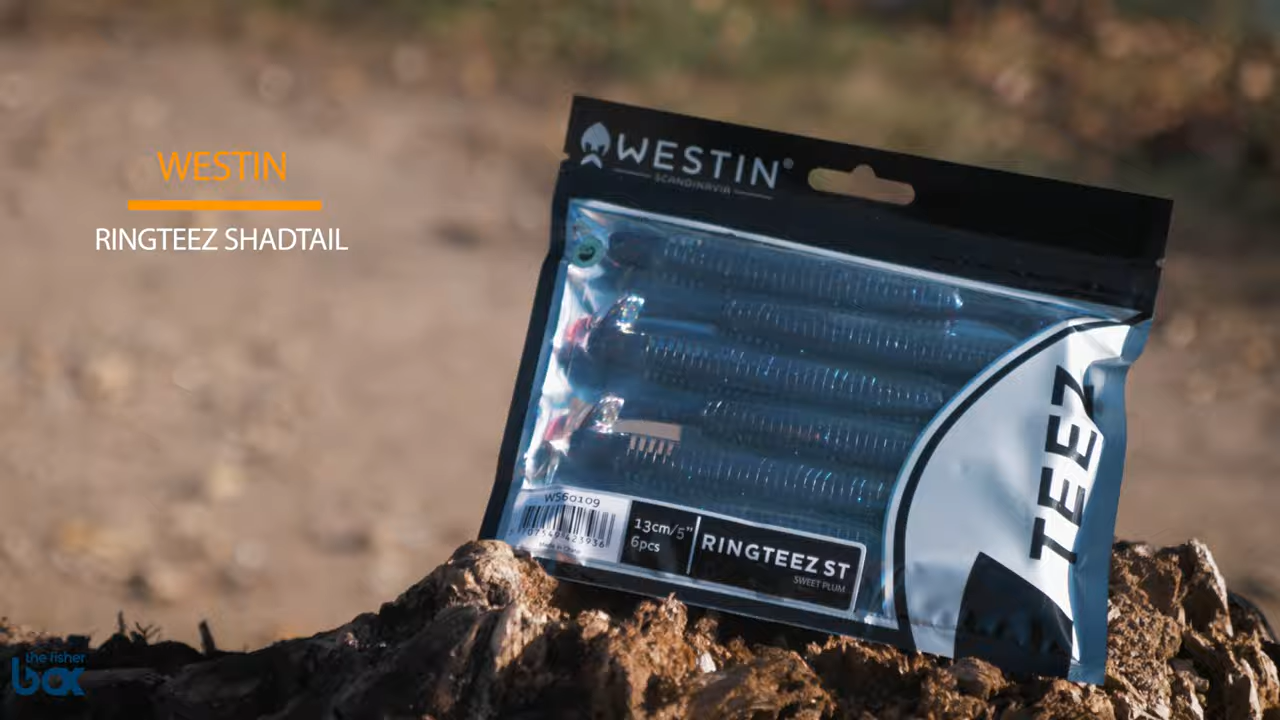 WESTIN
RINGTEEZ SHADTAIL
WESTIN®
SCANDINAVIA
TEEZ
WS60109
13cm/5"
6pcs
RINGTEEZ ST
SWEET PLUM
the fisher
box